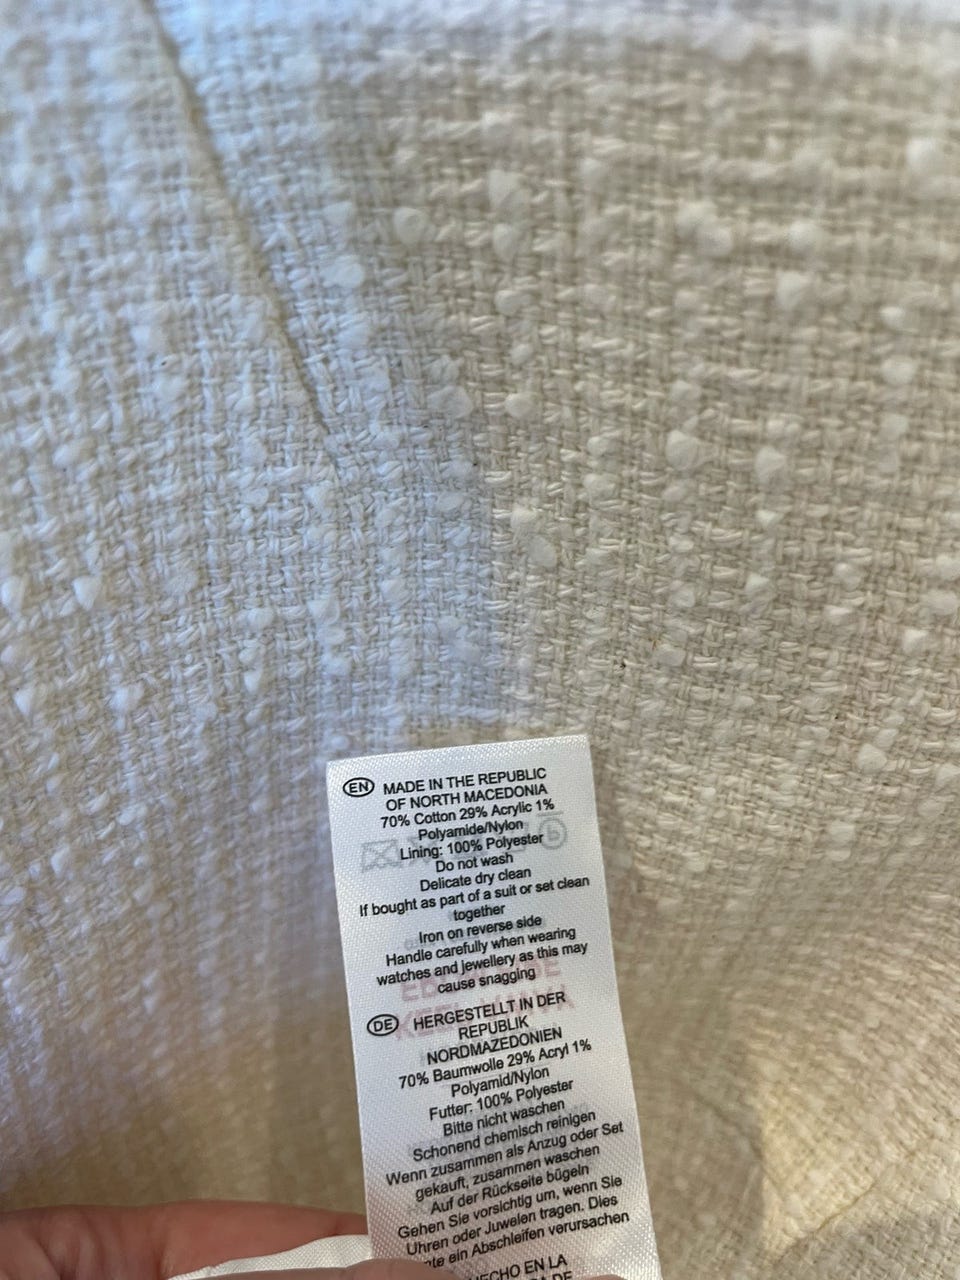 EN MADE IN THE REPUBLIC
OF NORTH MACEDONIA
70% Cotton 29% Acrylic 1%
Polyamide/Nylon
Lining: 100% Polyester
Do not wash
Delicate dry clean
If bought as part of a suit or set clean
together
Iron on reverse side
Handle carefully when wearing
watches and jewellery as this may
cause snagging
DE HERGESTELLT IN DER
REPUBLIK
NORDMAZEDONIEN
70% Baumwolle 29% Acryl 1%
Polyamid/Nylon
Futter: 100% Polyester
Bitte nicht waschen
Schonend chemisch reinigen
Wenn zusammen als Anzug oder Set
gekauft, zusammen waschen
Auf der Rückseite bügeln
Gehen Sie vorsichtig um, wenn Sie
Uhren oder Juwelen tragen. Dies
ein Abschleifen verursachen
HECHO EN LA
DE